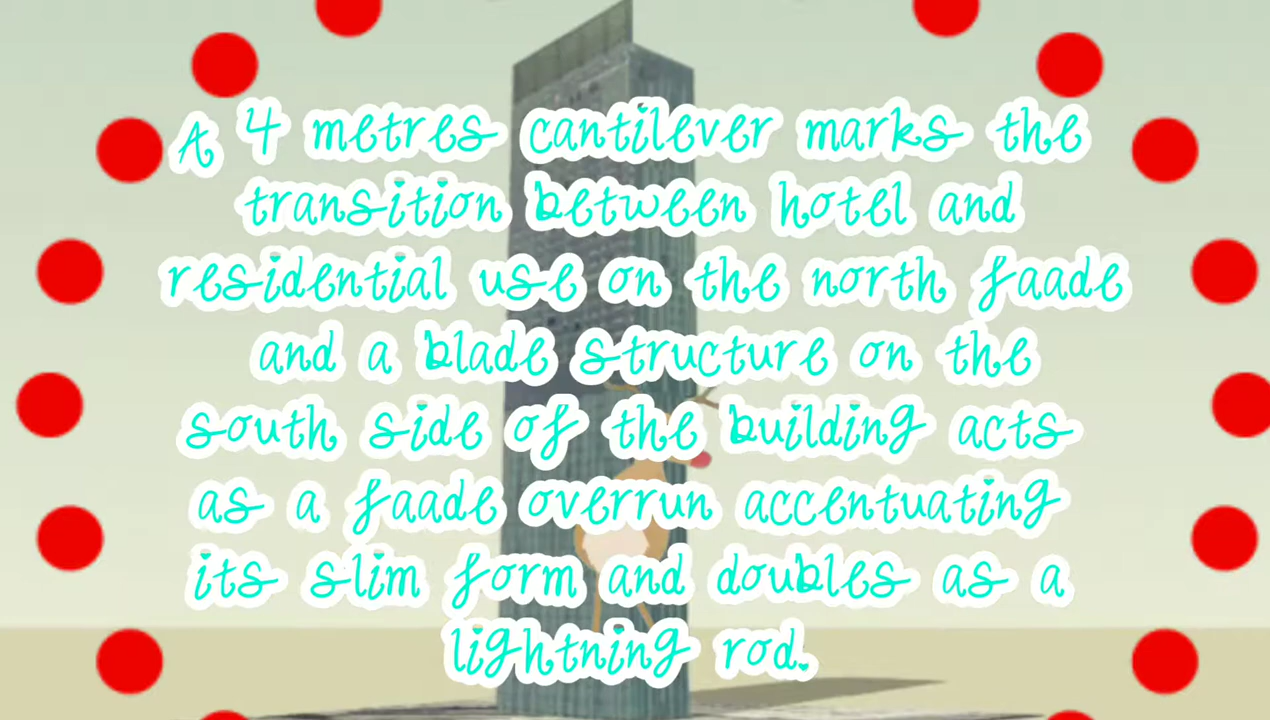 A 4 metres cantilever marks the
transition between hotel and
residential use on the north faade
and a blade structure on the
south side of the building acts
as a faade overrun accentuating
its slim form and doubles as a
lightning rod.